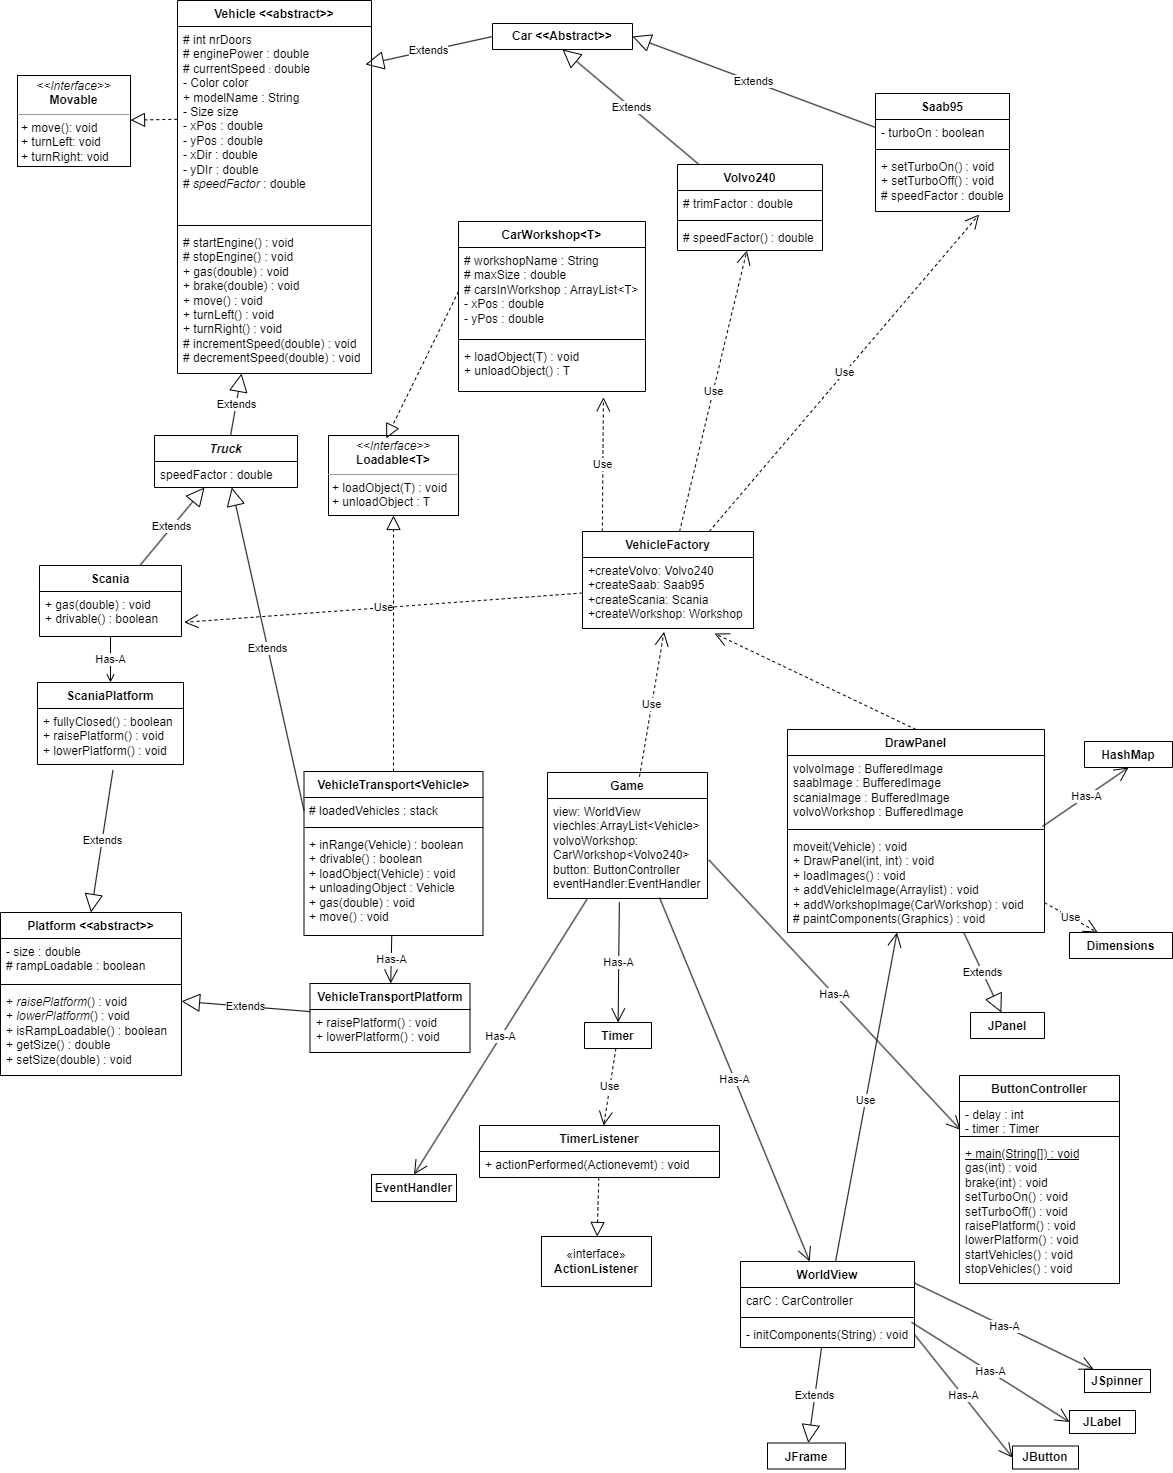 Vehicle <<abstract>>
# int nrDoors
# enginePower : double
# currentSpeed : double
- Color color
+ modelName : String
- Size size
- xPos : double
- yPos : double
- xDir : double
- yDIr : double
# speedFactor : double
# startEngine() : void
# stopEngine() : void
+ gas(double) : void
+ brake(double) : void
+ move() : void
+ turnLeft() : void
+ turnRight() : void
# incrementSpeed(double) : void
# decrementSpeed(double) : void
<<Interface>>
Movable
+ move(): void
+ turnLeft: void
+ turnRight: void
Extends
Car <<Abstract>>
Extends
Extends
Saab95
- turboOn : boolean
+ setTurboOn() : void
+ setTurboOff() : void
# speedFactor : double
Volvo240
# trimFactor : double
# speedFactor() : double
CarWorkshop<T>
# workshopName : String
# maxSize : double
# carsInWorkshop : ArrayList<T>
- xPos : double
- yPos : double
+ loadObject(T) : void
+ unloadObject() : T
Use
Use
Use
Extends
Truck
speedFactor : double
<<Interface>>
Loadable<T>
+ loadObject(T) : void
+ unloadObject : T
Extends
VehicleFactory
+createVolvo: Volvo240
+createSaab: Saab95
+createScania: Scania
+createWorkshop: Workshop
Scania
+ gas(double) : void
+ drivable() : boolean
Use
Has-A
Extends
ScaniaPlatform
+ fullyClosed() : boolean
+ raisePlatform() : void
+ lowerPlatform() : void
Use
Extends
VehicleTransport<Vehicle>
# loadedVehicles : stack
+ inRange(Vehicle) : boolean
+ drivable() : boolean
+ loadObject(Vehicle) : void
+ unloadingObject : Vehicle
+ gas(double) : void
+ move() : void
Game
view: WorldView
viechles:ArrayList<Vehicle>
volvoWorkshop:
CarWorkshop<Volvo240>
button: ButtonController
eventHandler:EventHandler
DrawPanel
volvoImage : BufferedImage
saabImage : BufferedImage
scaniaImage : BufferedImage
volvoWorkshop : BufferedImage
moveit(Vehicle) : void
+ DrawPanel(int, int) : void
+ loadImages() : void
+ addVehicleImage(Arraylist) : void
+ addWorkshopImage(CarWorkshop) : void
# paintComponents(Graphics) : void
HashMap
Has-A
Use
Dimensions
Extends
JPanel
Platform <<abstract>>
- size : double
# rampLoadable : boolean
+ raisePlatform() : void
+ lowerPlatform() : void
+ isRampLoadable() : boolean
+ getSize() : double
+ setSize(double) : void
Has-A
Extends
VehicleTransportPlatform
+ raisePlatform() : void
+ lowerPlatform() : void
Has-A
Has-A
Has-A
Has-A
Timer
Use
TimerListener
+ actionPerformed(Actionevemt) : void
EventHandler
«interface»
ActionListener
Use
ButtonController
- delay : int
- timer : Timer
+ main(String[]) : void
gas(int) : void
brake(int) : void
setTurboOn() : void
setTurboOff() : void
raisePlatform() : void
lowerPlatform() : void
startVehicles() : void
stopVehicles() : void
WorldView
carC : CarController
- initComponents(String) : void
Has-A
Has-A
Has-A
Extends
JSpinner
JLabel
JButton
JFrame